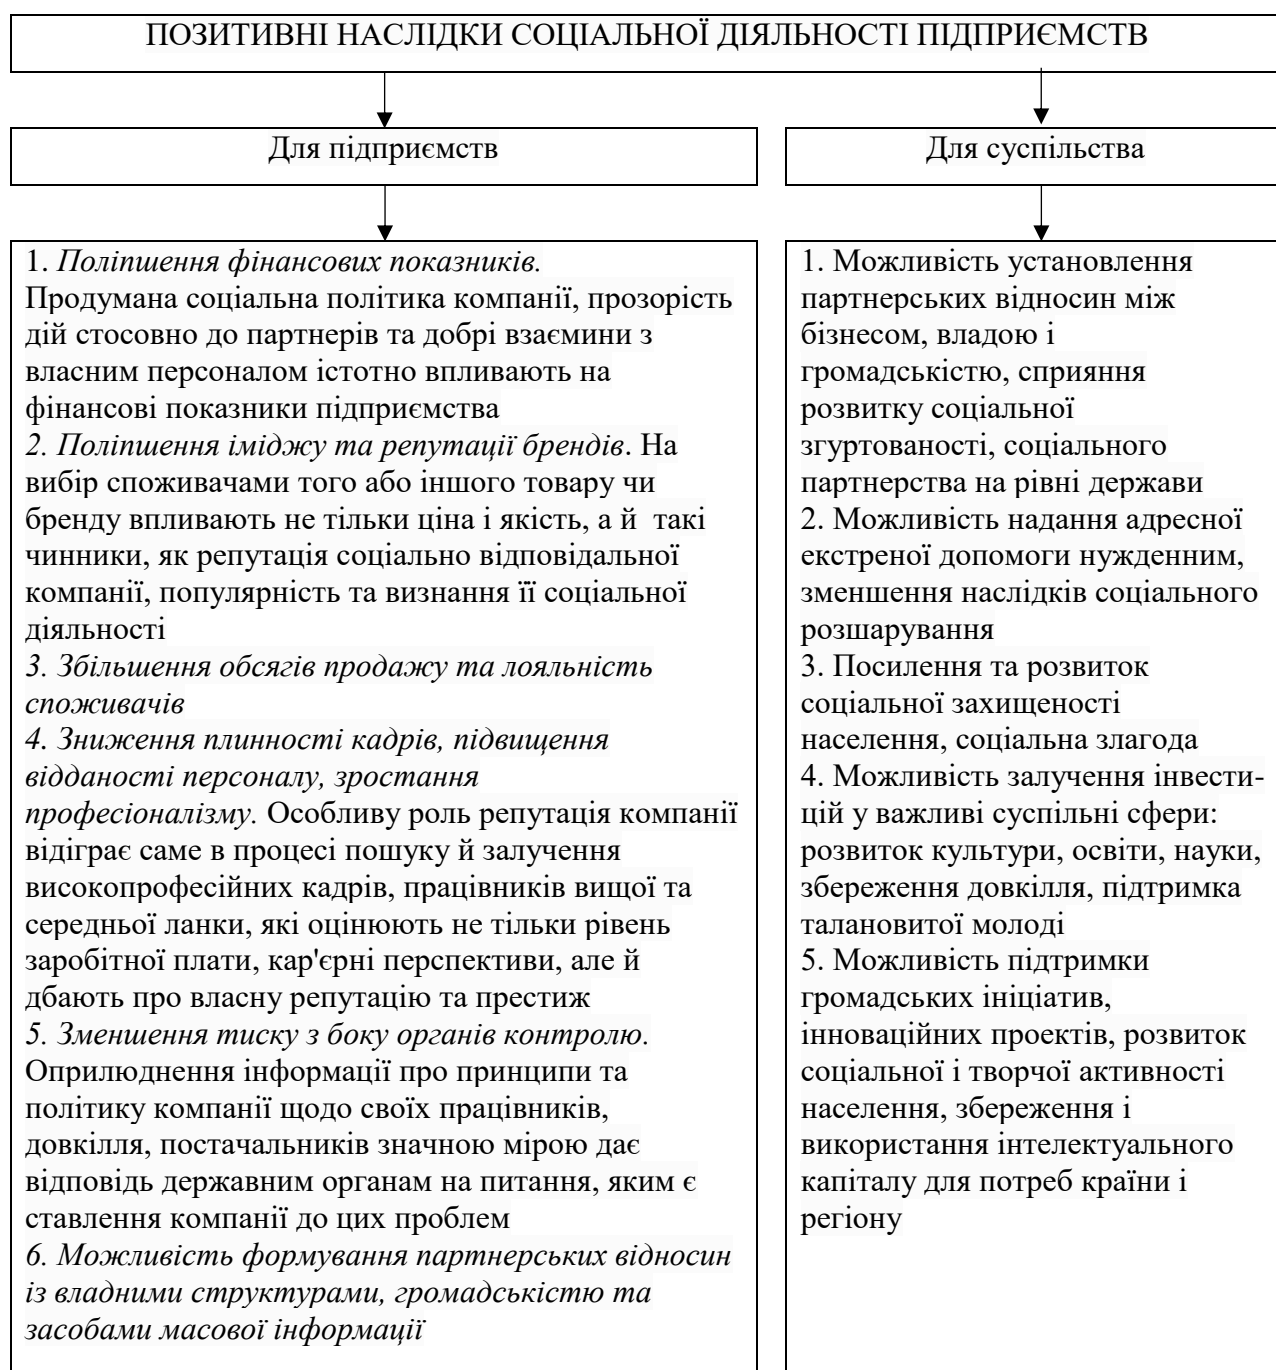 ПОЗИТИВНІ НАСЛІДКИ СОЦІАЛЬНОЇ ДІЯЛЬНОСТІ ПІДПРИЄМСТВ
Для підприємств
1. Поліпшення фінансових показників.
Продумана соціальна політика компанії, прозорість
дій стосовно до партнерів та добрі взаємини з
власним персоналом істотно впливають на
фінансові показники підприємства
2. Поліпшення іміджу та репутації брендів. На
вибір споживачами того або іншого товару чи
бренду впливають не тільки ціна і якість, а й такі
чинники, як репутація соціально відповідальної
компанії, популярність та визнання її соціальної
діяльності
3. Збільшення обсягів продажу та лояльність
споживачів
4. Зниження плинності кадрів, підвищення
відданості персоналу, зростання
професіоналізму. Особливу роль репутація компанії
відіграє саме в процесі пошуку й залучення
високопрофесійних кадрів, працівників вищої та
середньої ланки, які оцінюють не тільки рівень
заробітної плати, кар'єрні перспективи, але й
дбають про власну репутацію та престиж
5. Зменшення тиску з боку органів контролю.
Оприлюднення інформації про принципи та
політику компанії щодо своїх працівників,
довкілля, постачальників значною мірою дає
відповідь державним органам на питання, яким є
ставлення компанії до цих проблем
6. Можливість формування партнерських відносин
із владними структурами, громадськістю та
засобами масової інформації
Для суспільства
1. Можливість установлення
партнерських відносин між
бізнесом, владою і
громадськістю, сприяння
розвитку соціальної
згуртованості, соціального
партнерства на рівні держави
2. Можливість надання адресної
екстреної допомоги нужденним,
зменшення наслідків соціального
розшарування
3. Посилення та розвиток
соціальної захищеності
населення, соціальна злагода
4. Можливість залучення інвести-
цій у важливі суспільні сфери:
розвиток культури, освіти, науки,
збереження довкілля, підтримка
талановитої молоді
5. Можливість підтримки
громадських ініціатив,
інноваційних проектів, розвиток
соціальної і творчої активності
населення, збереження і
використання інтелектуального
капіталу для потреб країни і
регіону